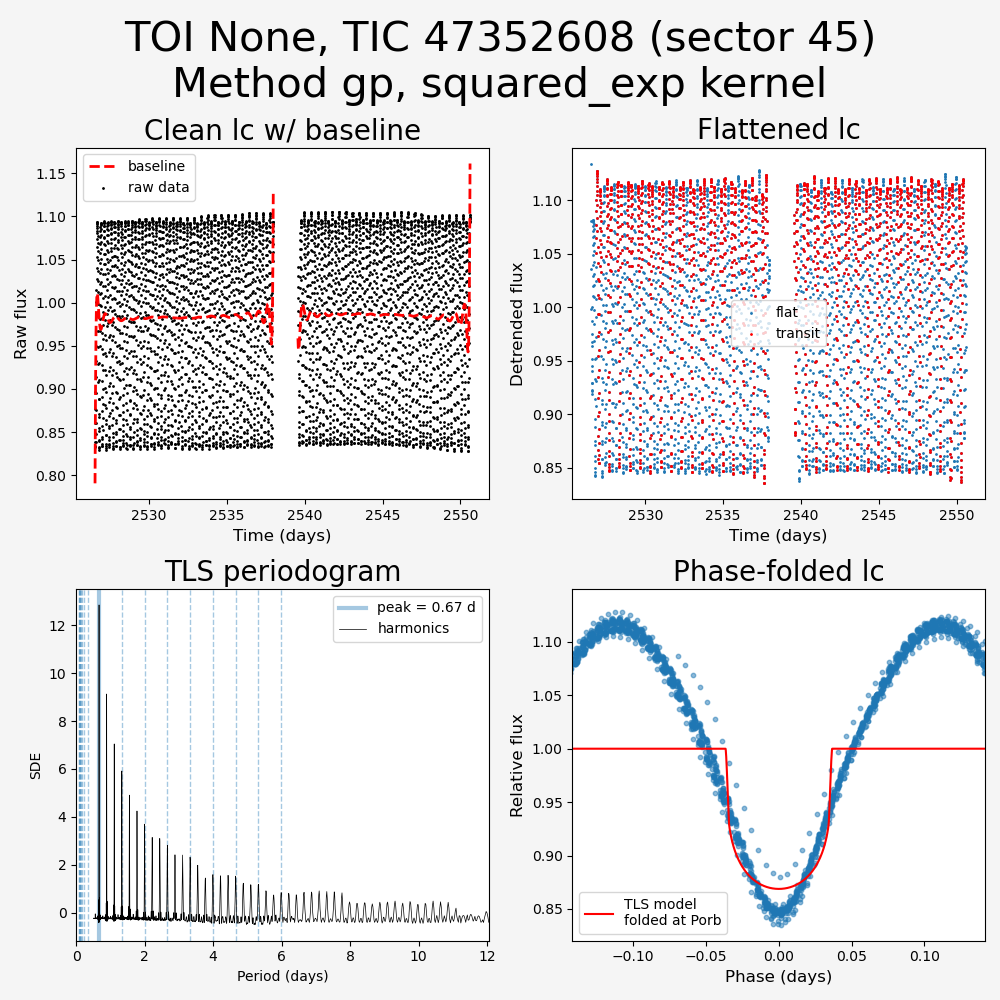 TOI None, TIC 47352608 (sector 45)
Method gp, squared_exp kernel
Clean lc w/ baseline
baseline
raw data
1.15
1.10
1.05
1.00
0.95
0.90
0.85
0.80
Raw flux
2530
2535
2540
2545
2550
Time (days)
Flattened lc
flat
transit
1.10
1.05
1.00
0.95
0.90
0.85
Detrended flux
2530
2535
2540
2545
2550
Time (days)
TLS periodogram
peak = 0.67 d
harmonics
12
10
8
6
4
2
0
SDE
0
2
4
6
8
10
12
Period (days)
Phase-folded lc
1.10
1.05
1.00
0.95
0.90
0.85
Relative flux
TLS model
folded at Porb
−0.10
−0.05
0.00
0.05
0.10
Phase (days)